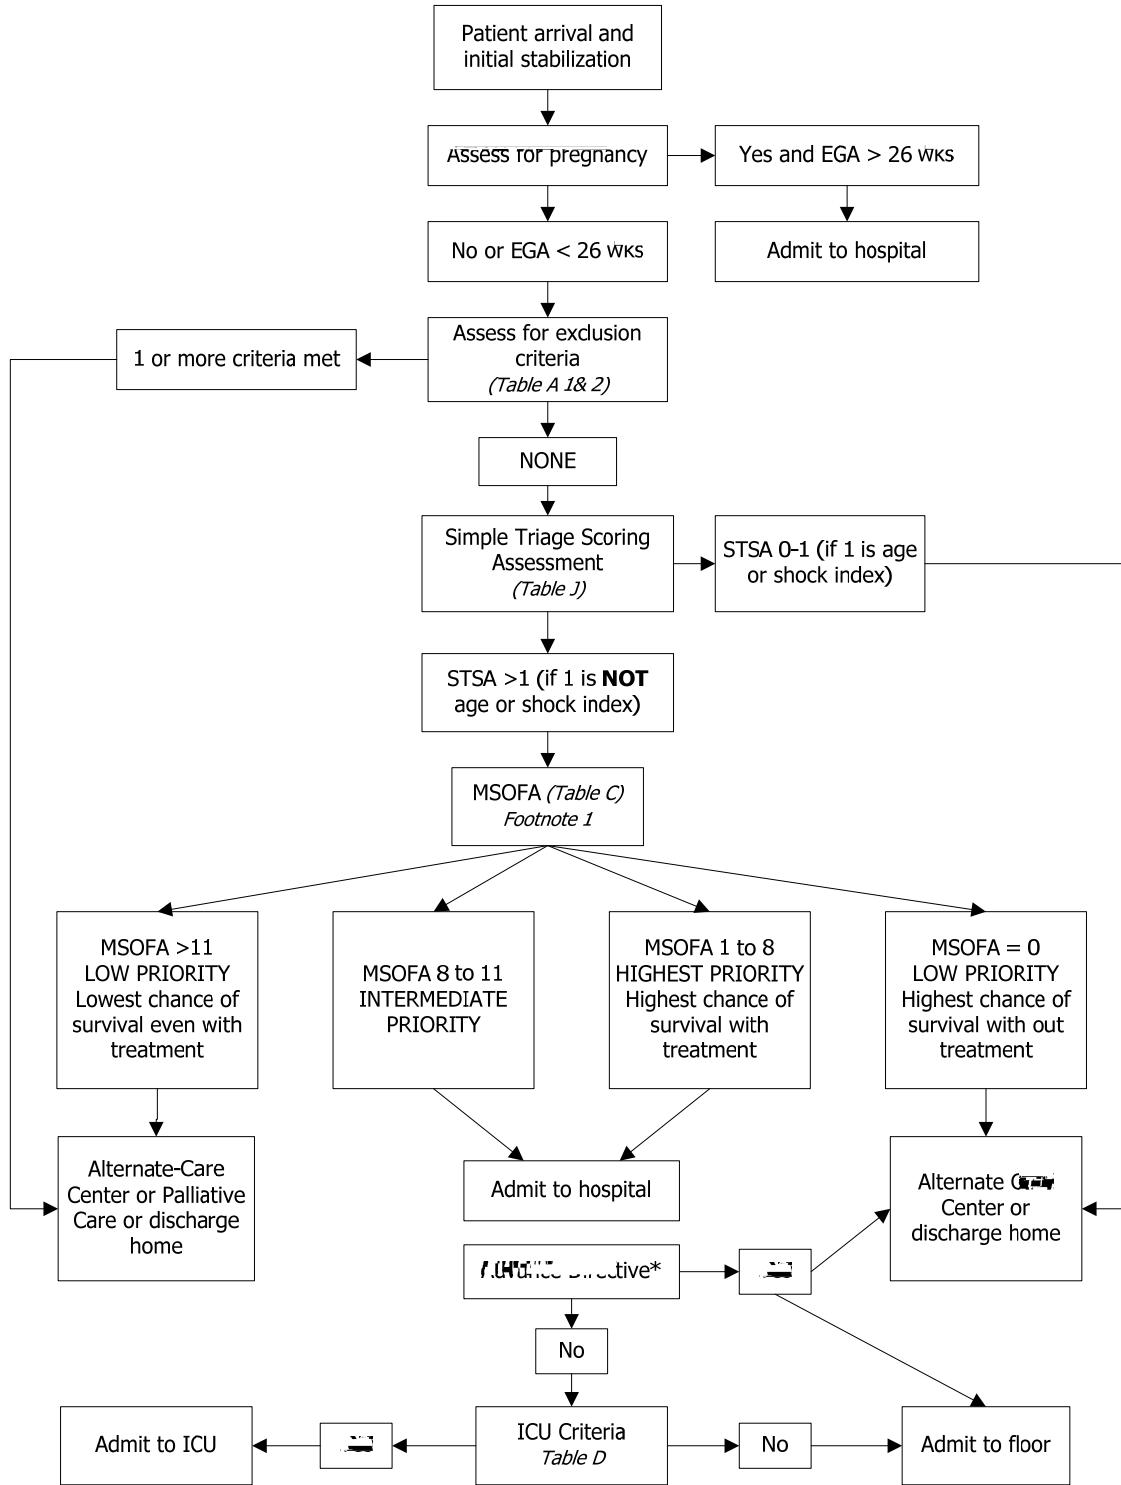 Patient arrival and
initial stabilization
Assess for pregnancy
Yes and EGA > 26 wks
No or EGA < 26 wks
Admit to hospital
Assess for exclusion
criteria
(Table A 1& 2)
1 or more criteria met
NONE
Simple Triage Scoring
Assessment
(Table J)
STSA 0-1 (if 1 is age
or shock index)
STSA >1 (if 1 is NOT
age or shock index)
MSOFA (Table C)
Footnote 1
MSOFA >11
LOW PRIORITY
Lowest chance of
survival even with
treatment
MSOFA 8 to 11
INTERMEDIATE
PRIORITY
MSOFA 1 to 8
HIGHEST PRIORITY
Highest chance of
survival with
treatment
MSOFA = 0
LOW PRIORITY
Highest chance of
survival with out
treatment
Alternate-Care
Center or Palliative
Care or discharge
home
Admit to hospital
Alternate
Center or
discharge home
Directive*
No
Admit to ICU
ICU Criteria
Table D
No
Admit to floor